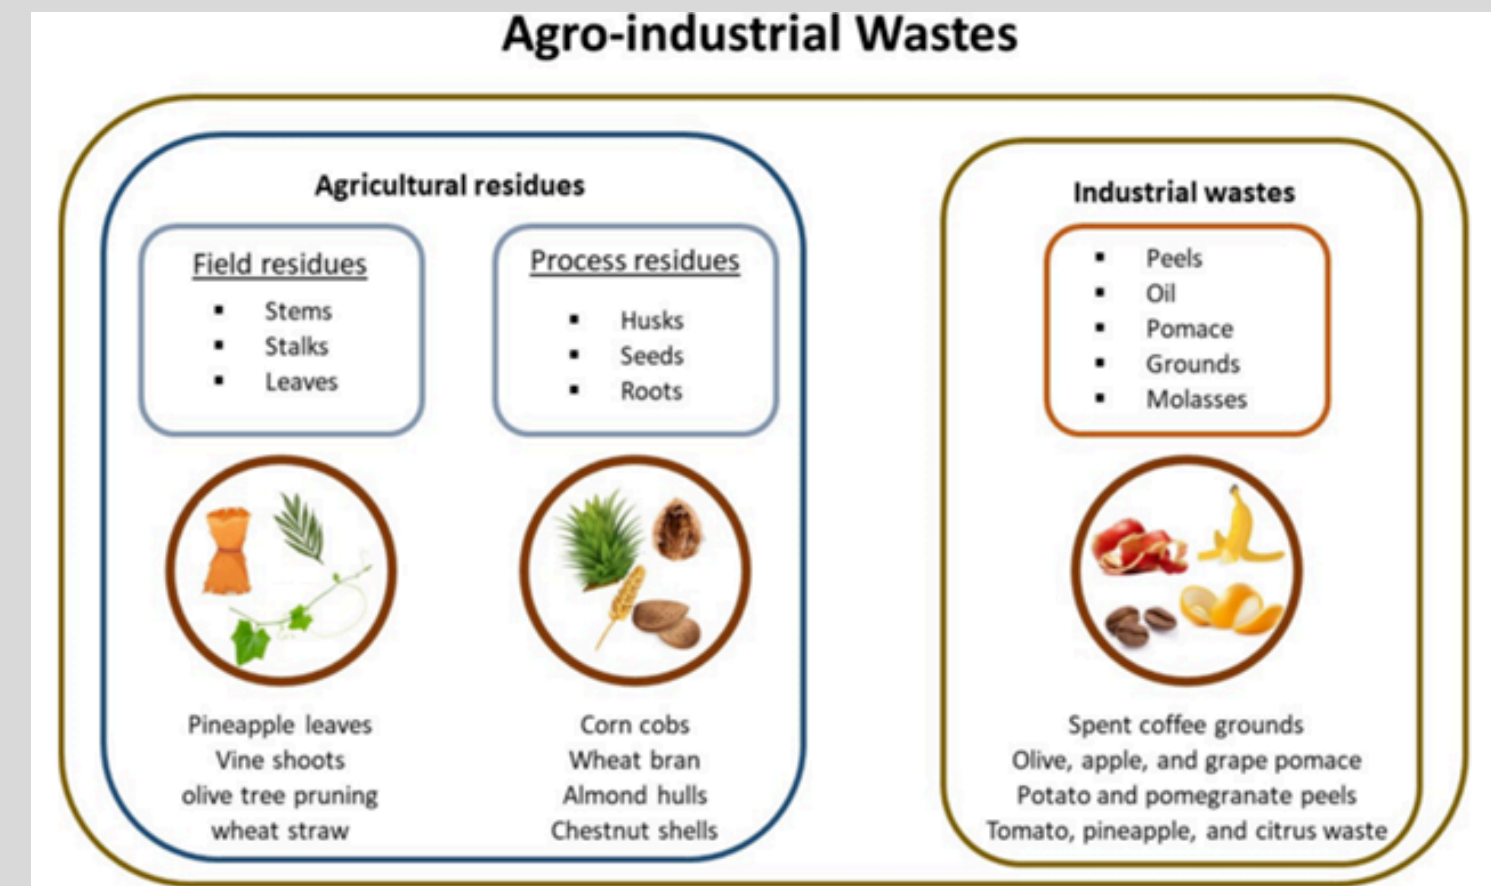 Agro-industrial Wastes
Agricultural residues
Field residues
▪ Stems
▪ Stalks
▪ Leaves
Pineapple leaves
Vine shoots
olive tree pruning
wheat straw
Process residues
▪ Husks
▪ Seeds
▪ Roots
Corn cobs
Wheat bran
Almond hulls
Chestnut shells
Industrial wastes
▪ Peels
▪ Oil
▪ Pomace
▪ Grounds
▪ Molasses
Spent coffee grounds
Olive, apple, and grape pomace
Potato and pomegranate peels
Tomato, pineapple, and citrus waste